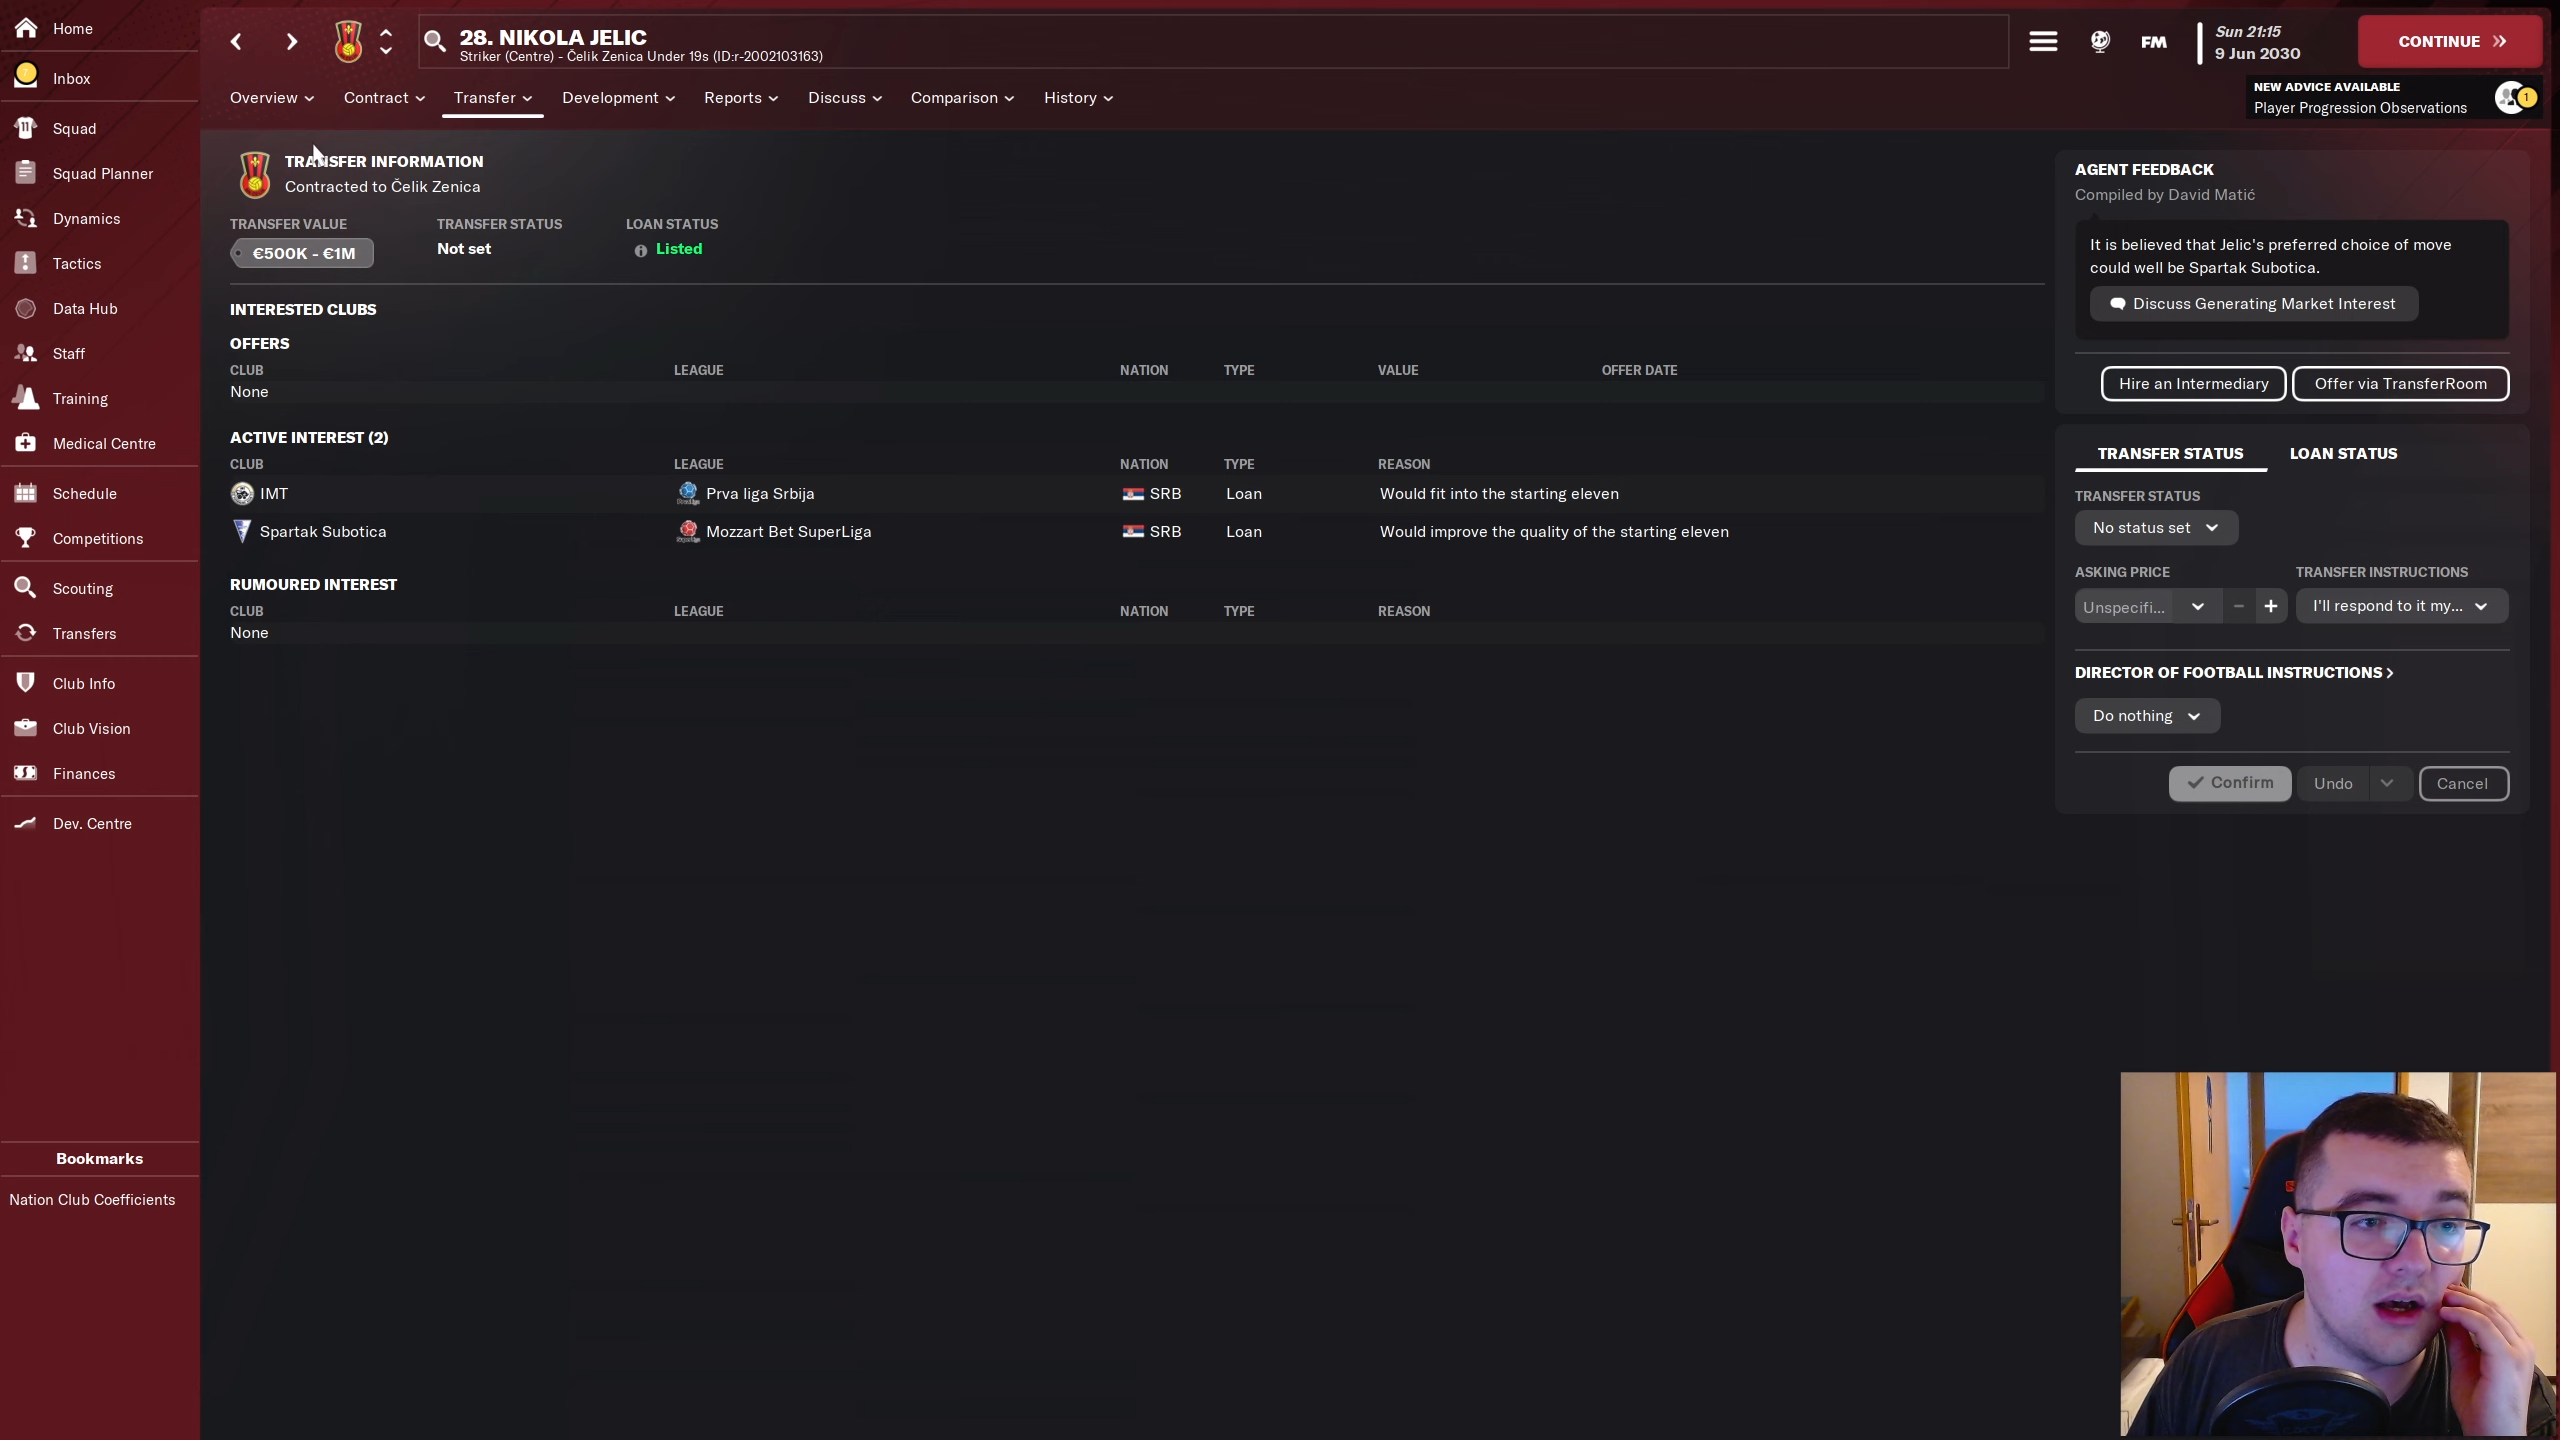 Home
Inbox
Squad
Squad Planner
Dynamics
Tactics
Data Hub
Staff
Training
Medical Centre
Schedule
Competitions
Scouting
Transfers
Club Info
Club Vision
Finances
Dev. Centre
Bookmarks
Nation Club Coefficients
28. NIKOLA JELIC
Striker (Centre) - Čelik Zenica Under 19s (ID:r-2002103163)
FM
Sun 21:15
9 Jun 2030
CONTINUE
Overview Contract Transfer Development Reports Discuss Comparison History
NEW ADVICE AVAILABLE
Player Progression Observations
1
TRANSFER INFORMATION
Contracted to Čelik Zenica
TRANSFER VALUE TRANSFER STATUS LOAN STATUS
€500K - €1M Not set Listed
INTERESTED CLUBS
OFFERS
CLUB LEAGUE NATION TYPE VALUE OFFER DATE
None
ACTIVE INTEREST (2)
CLUB LEAGUE NATION TYPE REASON
IMT Prva liga Srbija SRB Loan Would fit into the starting eleven
Spartak Subotica Mozzart Bet SuperLiga SRB Loan Would improve the quality of the starting eleven
RUMOURED INTEREST
CLUB LEAGUE NATION TYPE REASON
None
AGENT FEEDBACK
Compiled by David Matić
It is believed that Jelic's preferred choice of move
could well be Spartak Subotica.
Discuss Generating Market Interest
Hire an Intermediary Offer via TransferRoom
TRANSFER STATUS LOAN STATUS
TRANSFER STATUS
No status set
ASKING PRICE TRANSFER INSTRUCTIONS
Unspecifi... − + I'll respond to it my...
DIRECTOR OF FOOTBALL INSTRUCTIONS >
Do nothing
Confirm Undo Cancel